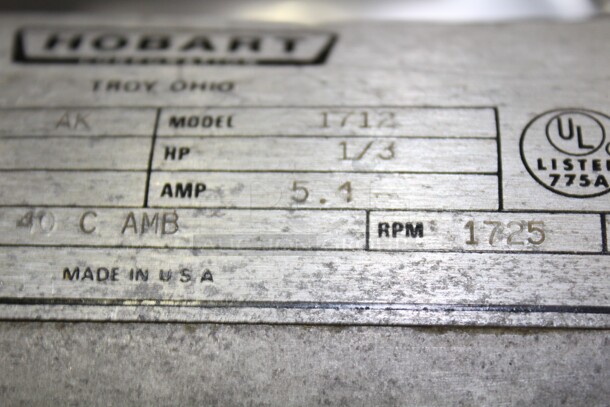 HOBART
TROY, OHIO
AK MODEL 1712
HP 1/3
AMP 5.4
40 C AMB RPM 1725
MADE IN U S A
UL
LISTED
775A